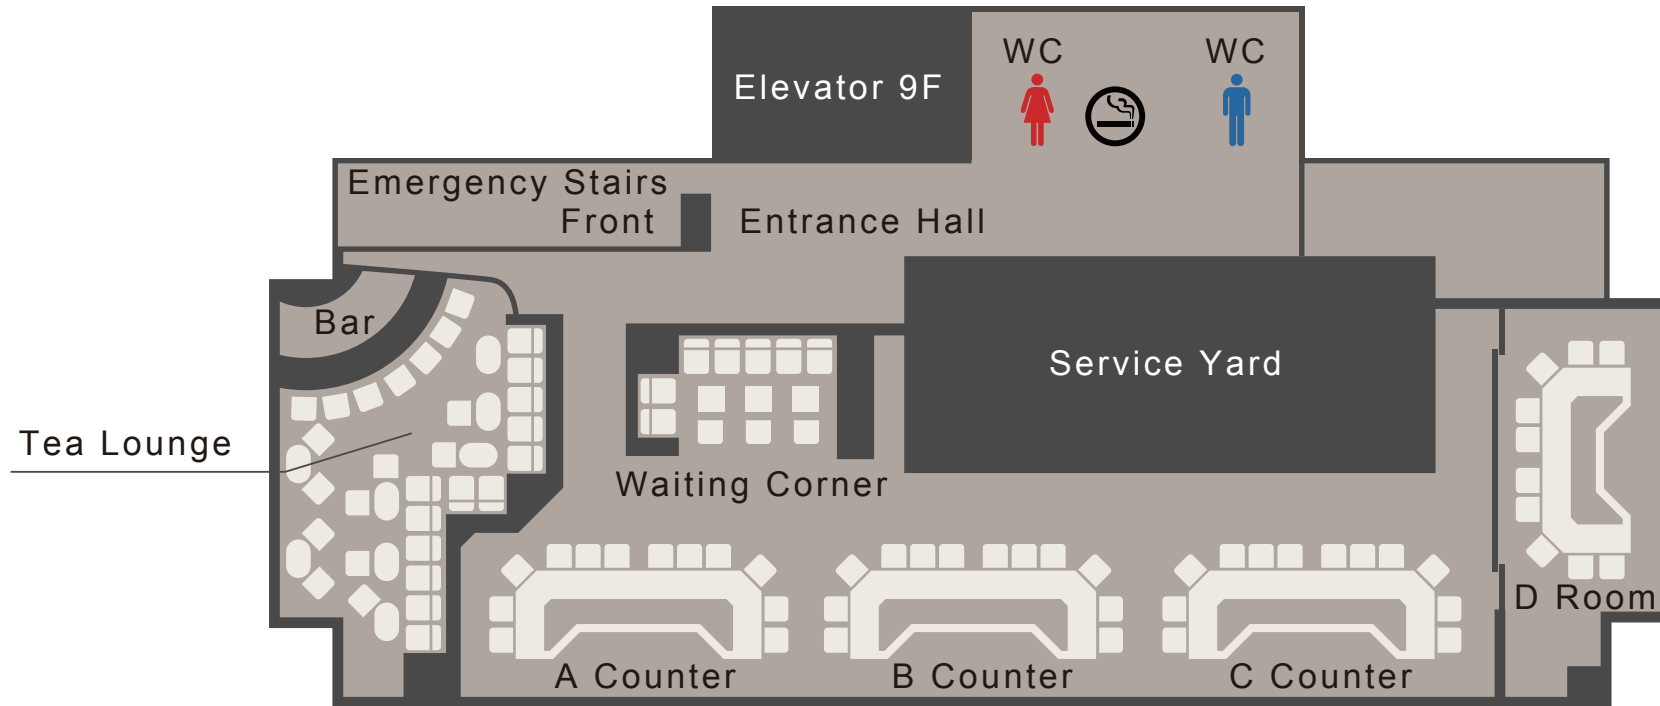 WC
WC
Elevator 9F
Emergency Stairs
Front
Entrance Hall
Bar
Service Yard
Tea Lounge
Waiting Corner
D Room
A Counter
B Counter
C Counter